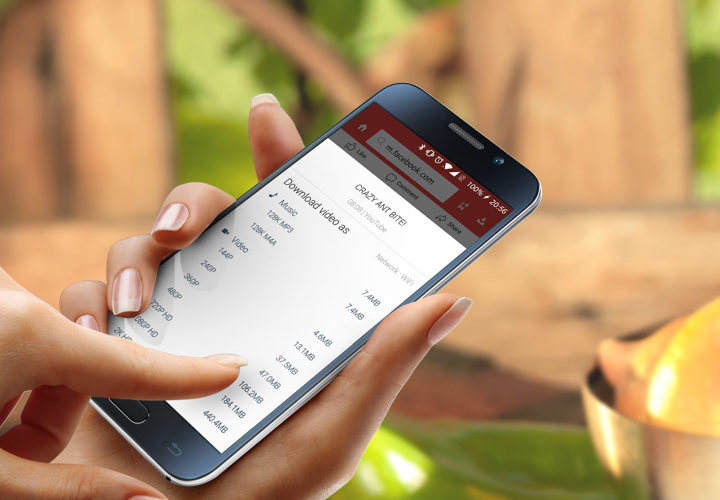 100% 20:56
m.facebook.com
Like
Comment
Share
CRAZY ANT BITE!
08:08 | YouTube
Download video as
Network : WiFi
Music
128K MP3 7.4MB
128K M4A 7.4MB
Video
144P 4.6MB
240P 13.1MB
360P 37.5MB
480P 47.0MB
720P HD 106.2MB
1080P HD 184.1MB
2K HD 440.4MB